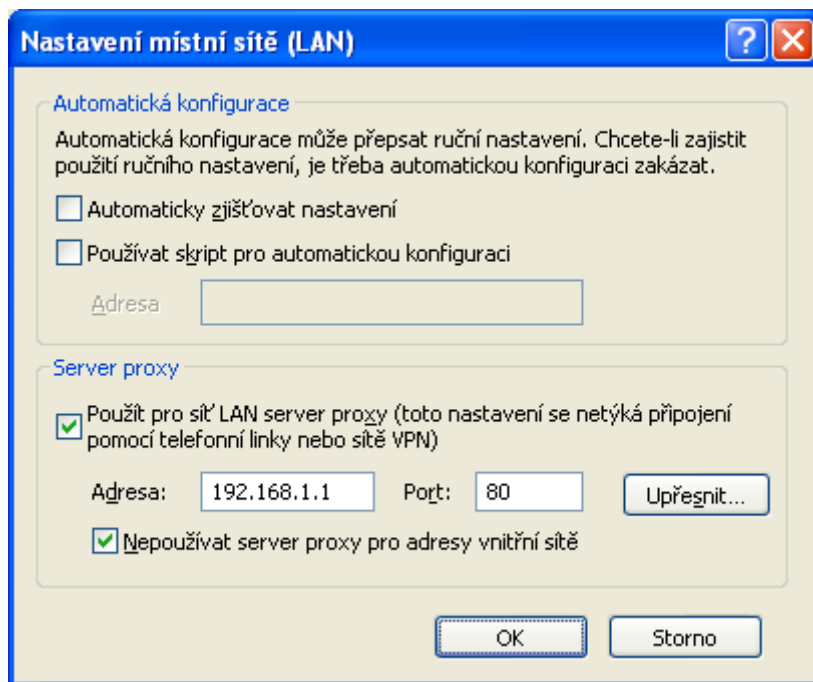 Nastavení místní sítě (LAN)
Automatická konfigurace
Automatická konfigurace může přepsat ruční nastavení. Chcete-li zajistit
použití ručního nastavení, je třeba automatickou konfiguraci zakázat.
Automaticky zjišťovat nastavení
Používat skript pro automatickou konfiguraci
Adresa
Server proxy
Použít pro síť LAN server proxy (toto nastavení se netýká připojení
pomocí telefonní linky nebo sítě VPN)
Adresa: 192.168.1.1 Port: 80 Upřesnit...
Nepoužívat server proxy pro adresy vnitřní sítě
OK Storno